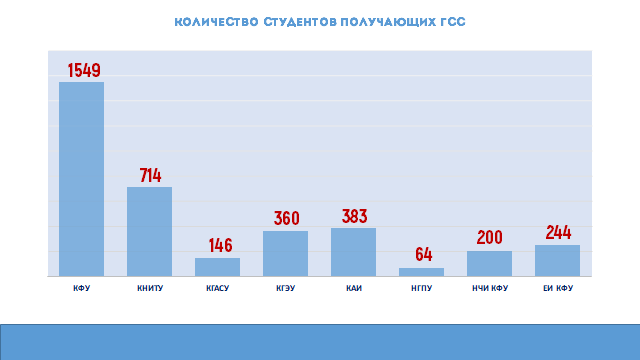 КОЛИЧЕСТВО СТУДЕНТОВ ПОЛУЧАЮЩИХ ГСС
1549
714
146
360
383
64
200
244
КФУ
КНИТУ
КГАСУ
КГЭУ
КАИ
НГПУ
НЧИ КФУ
ЕИ КФУ